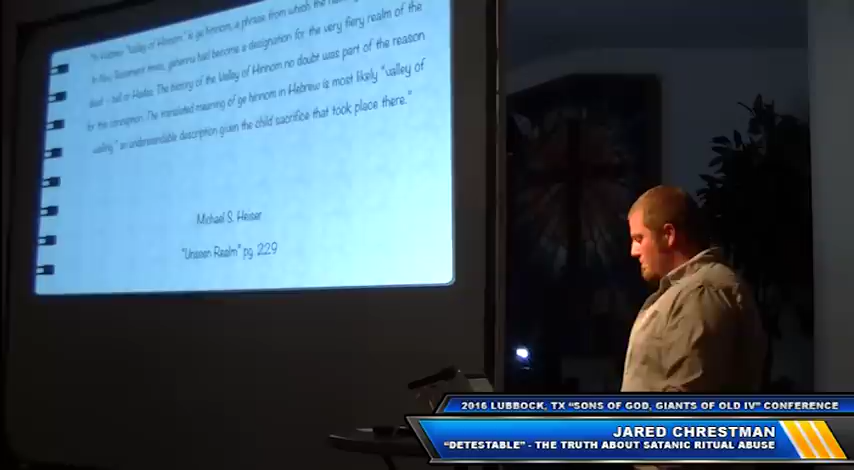 "In Hebrew "Valley of Hinnom" is ge hinnom, a phrase from which the
In New Testament times, gehenna had become a designation for the very fiery realm of the
dead - hell or Hades. The history of the Valley of Hinnom no doubt was part of the reason
for this conception. The translated meaning of ge hinnom in Hebrew is most likely "valley of
wailing," an understandable description given the child sacrifice that took place there."
Michael S. Heiser
"Unseen Realm" pg. 229
2016 LUBBOCK, TX "SONS OF GOD, GIANTS OF OLD IV" CONFERENCE
JARED CHRESTMAN
"DETESTABLE" - THE TRUTH ABOUT SATANIC RITUAL ABUSE